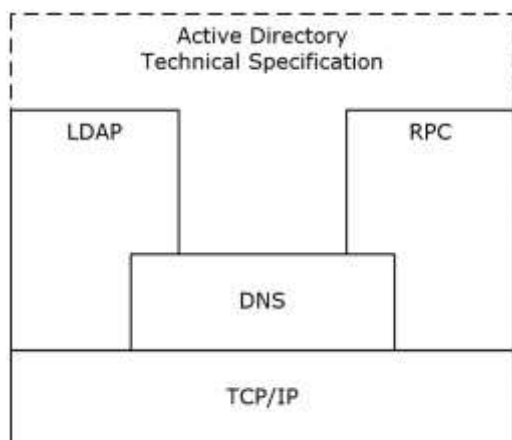 Active Directory
Technical Specification
LDAP
RPC
DNS
TCP/IP